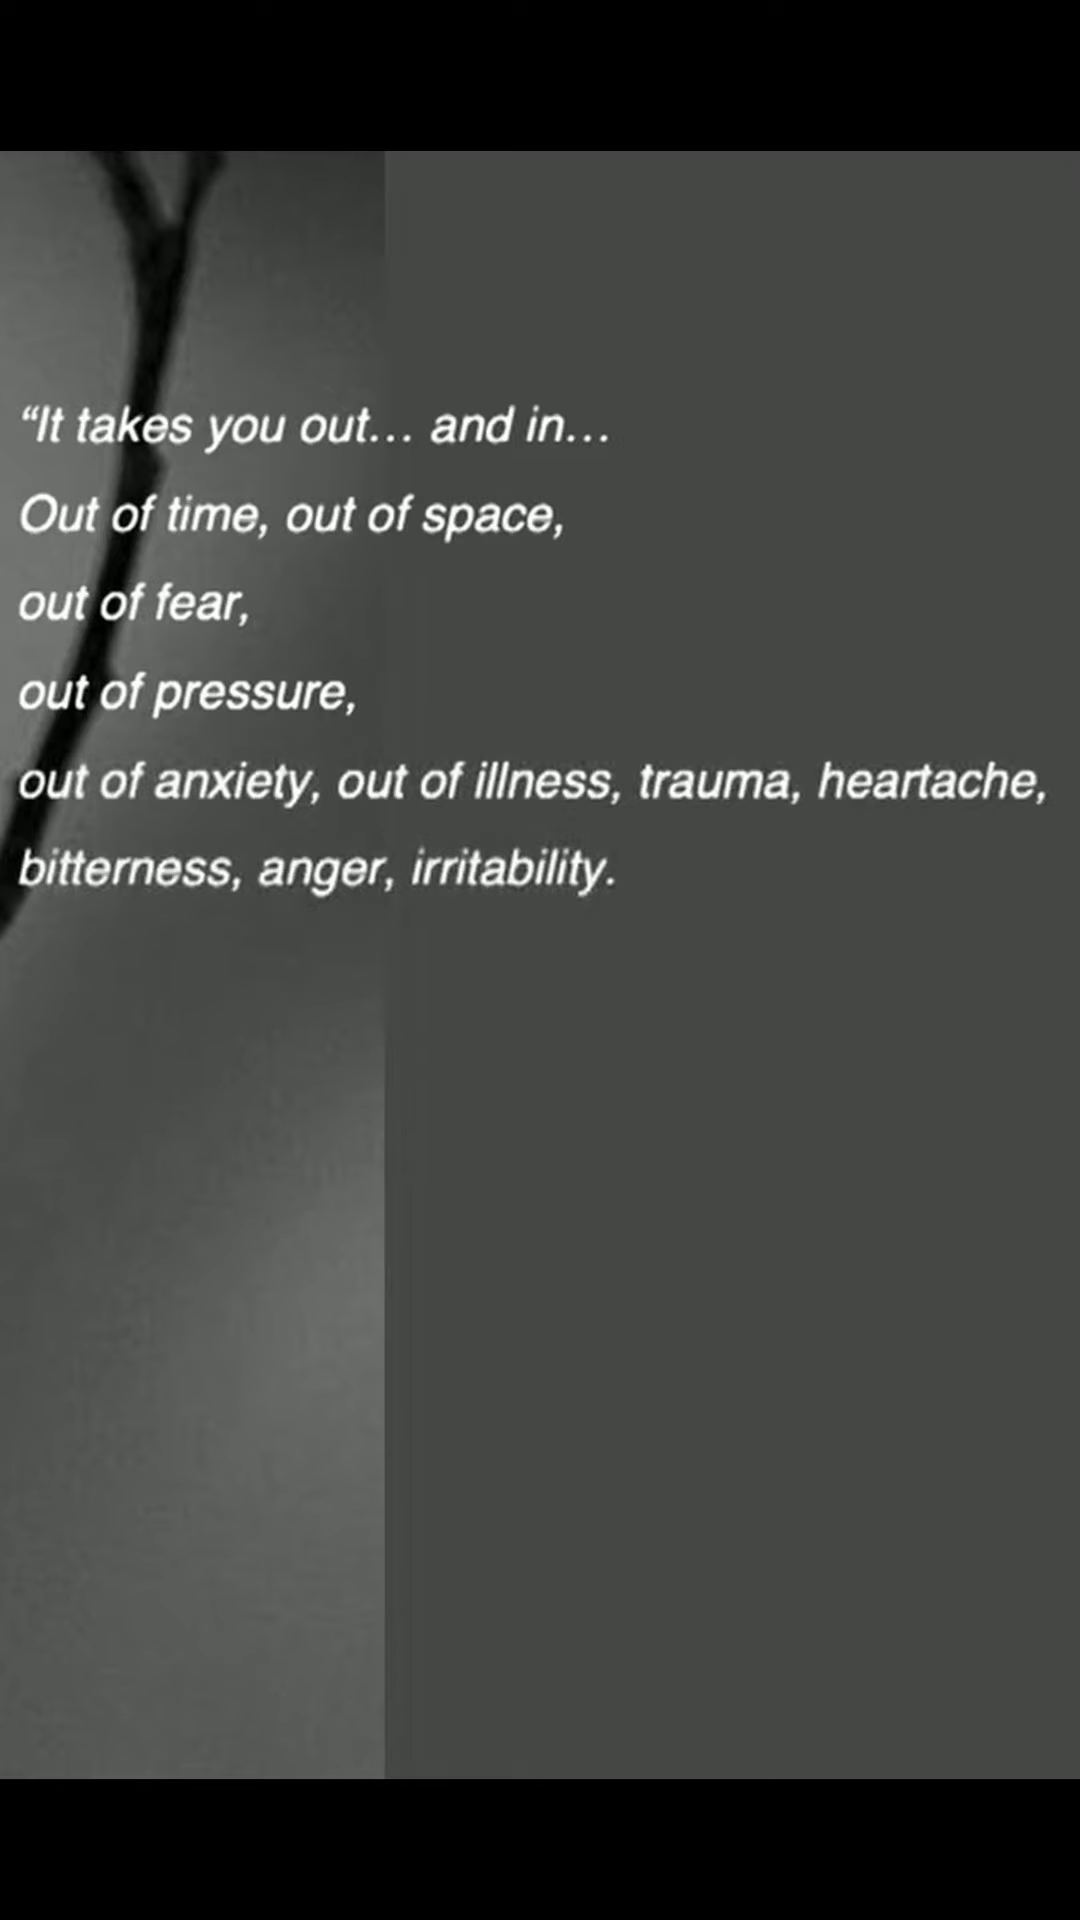 “It takes you out... and in...
Out of time, out of space,
out of fear,
out of pressure,
out of anxiety, out of illness, trauma, heartache,
bitterness, anger, irritability.